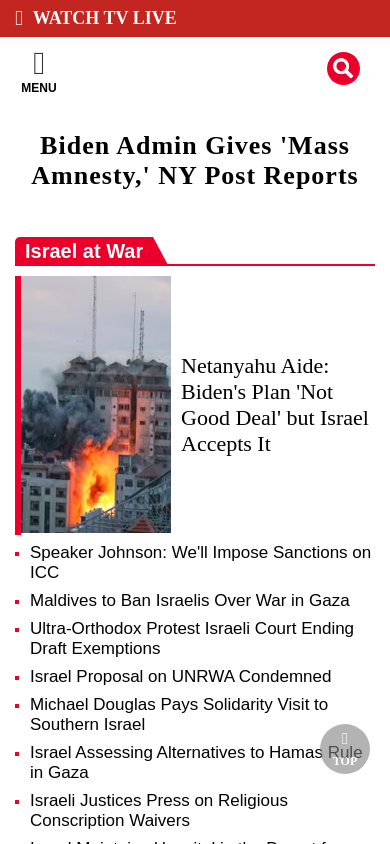 WATCH TV LIVE
MENU
Biden Admin Gives 'Mass
Amnesty,' NY Post Reports
Israel at War
Netanyahu Aide:
Biden's Plan 'Not
Good Deal' but Israel
Accepts It
Speaker Johnson: We'll Impose Sanctions on
ICC
Maldives to Ban Israelis Over War in Gaza
Ultra-Orthodox Protest Israeli Court Ending
Draft Exemptions
Israel Proposal on UNRWA Condemned
Michael Douglas Pays Solidarity Visit to
Southern Israel
Israel Assessing Alternatives to Hamas Rule
in Gaza
TOP
Israeli Justices Press on Religious
Conscription Waivers